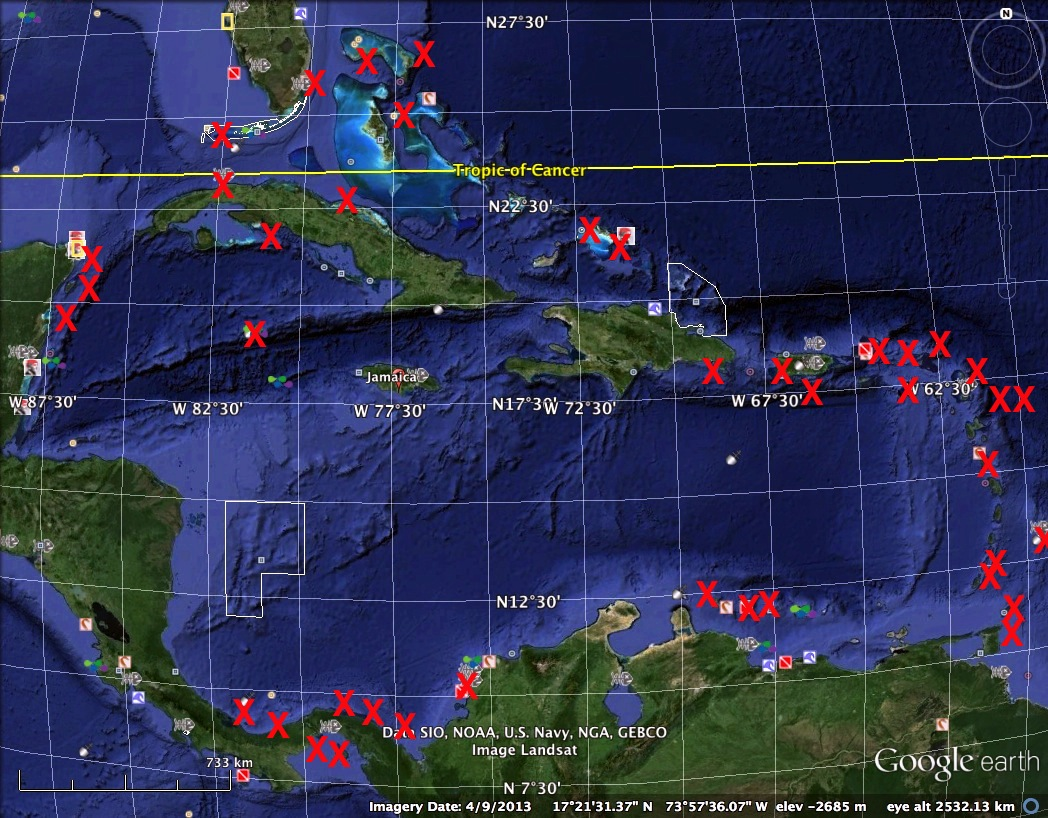 N
N27°30'
Tropic of Cancer
N22°30'
Jamaica
W 87°30'
W 82°30'
W 77°30'
N17°30'
W 72°30'
W 67°30'
W 62°30'
N12°30'
Data SIO, NOAA, U.S. Navy, NGA, GEBCO
Image Landsat
Google earth
733 km
N 7°30'
Imagery Date: 4/9/2013 17°21'31.37" N 73°57'36.07" W elev -2685 m eye alt 2532.13 km